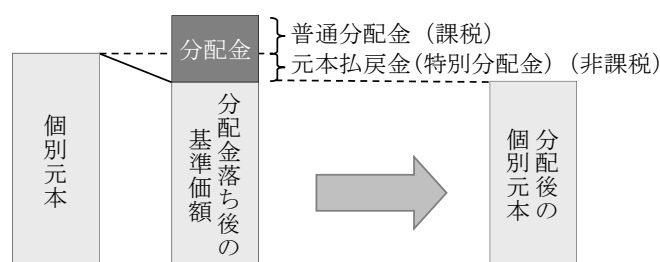 分配金
普通分配金（課税）
元本払戻金（特別分配金）（非課税）
個別元本
分配金落ち後の
基準価額
分配後の
個別元本